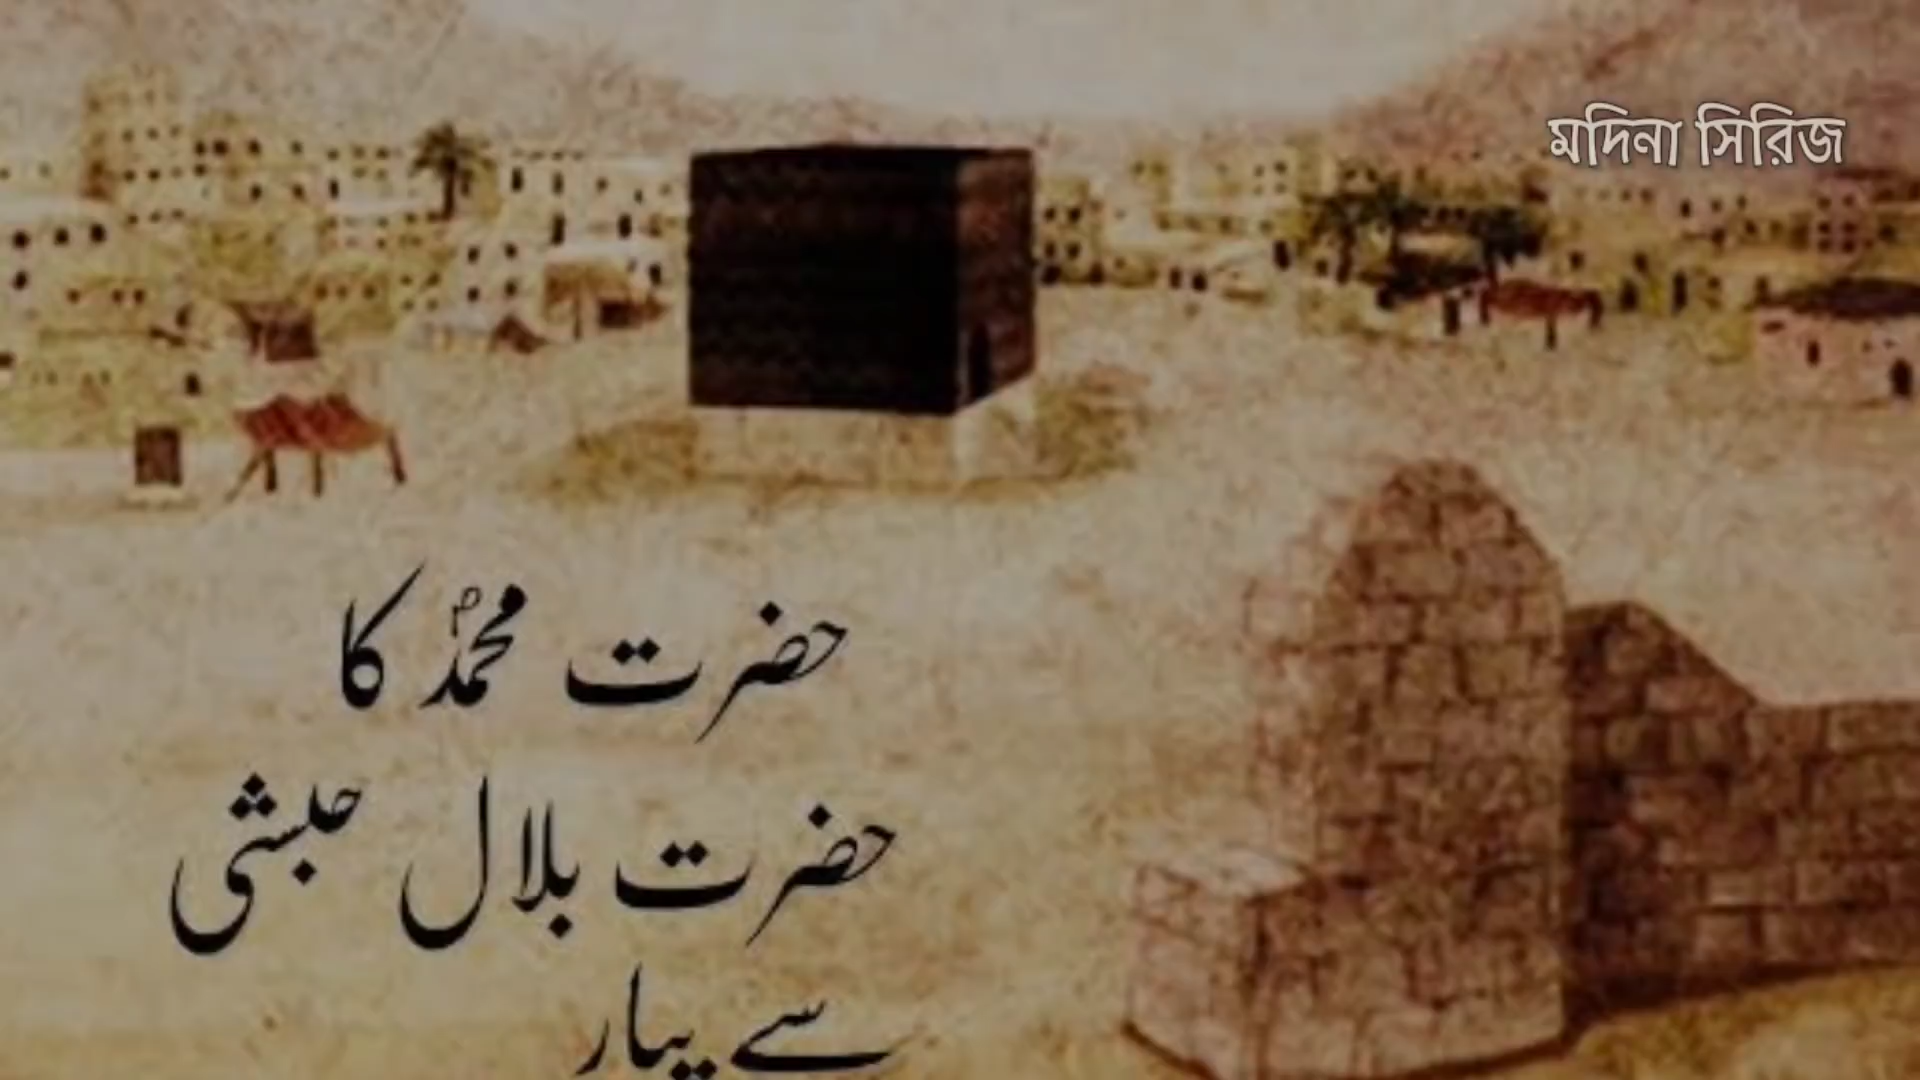 মদিনা সিরিজ
حضرت محمدؐ کا
حضرت بلال حبشی
سے پیار